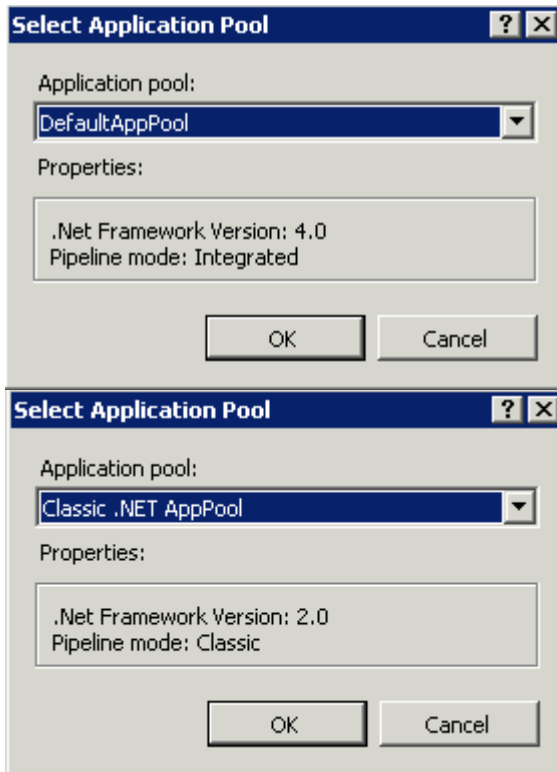 Select Application Pool
Application pool:
DefaultAppPool
Properties:
.Net Framework Version: 4.0
Pipeline mode: Integrated
OK Cancel
Select Application Pool
Application pool:
Classic .NET AppPool
Properties:
.Net Framework Version: 2.0
Pipeline mode: Classic
OK Cancel